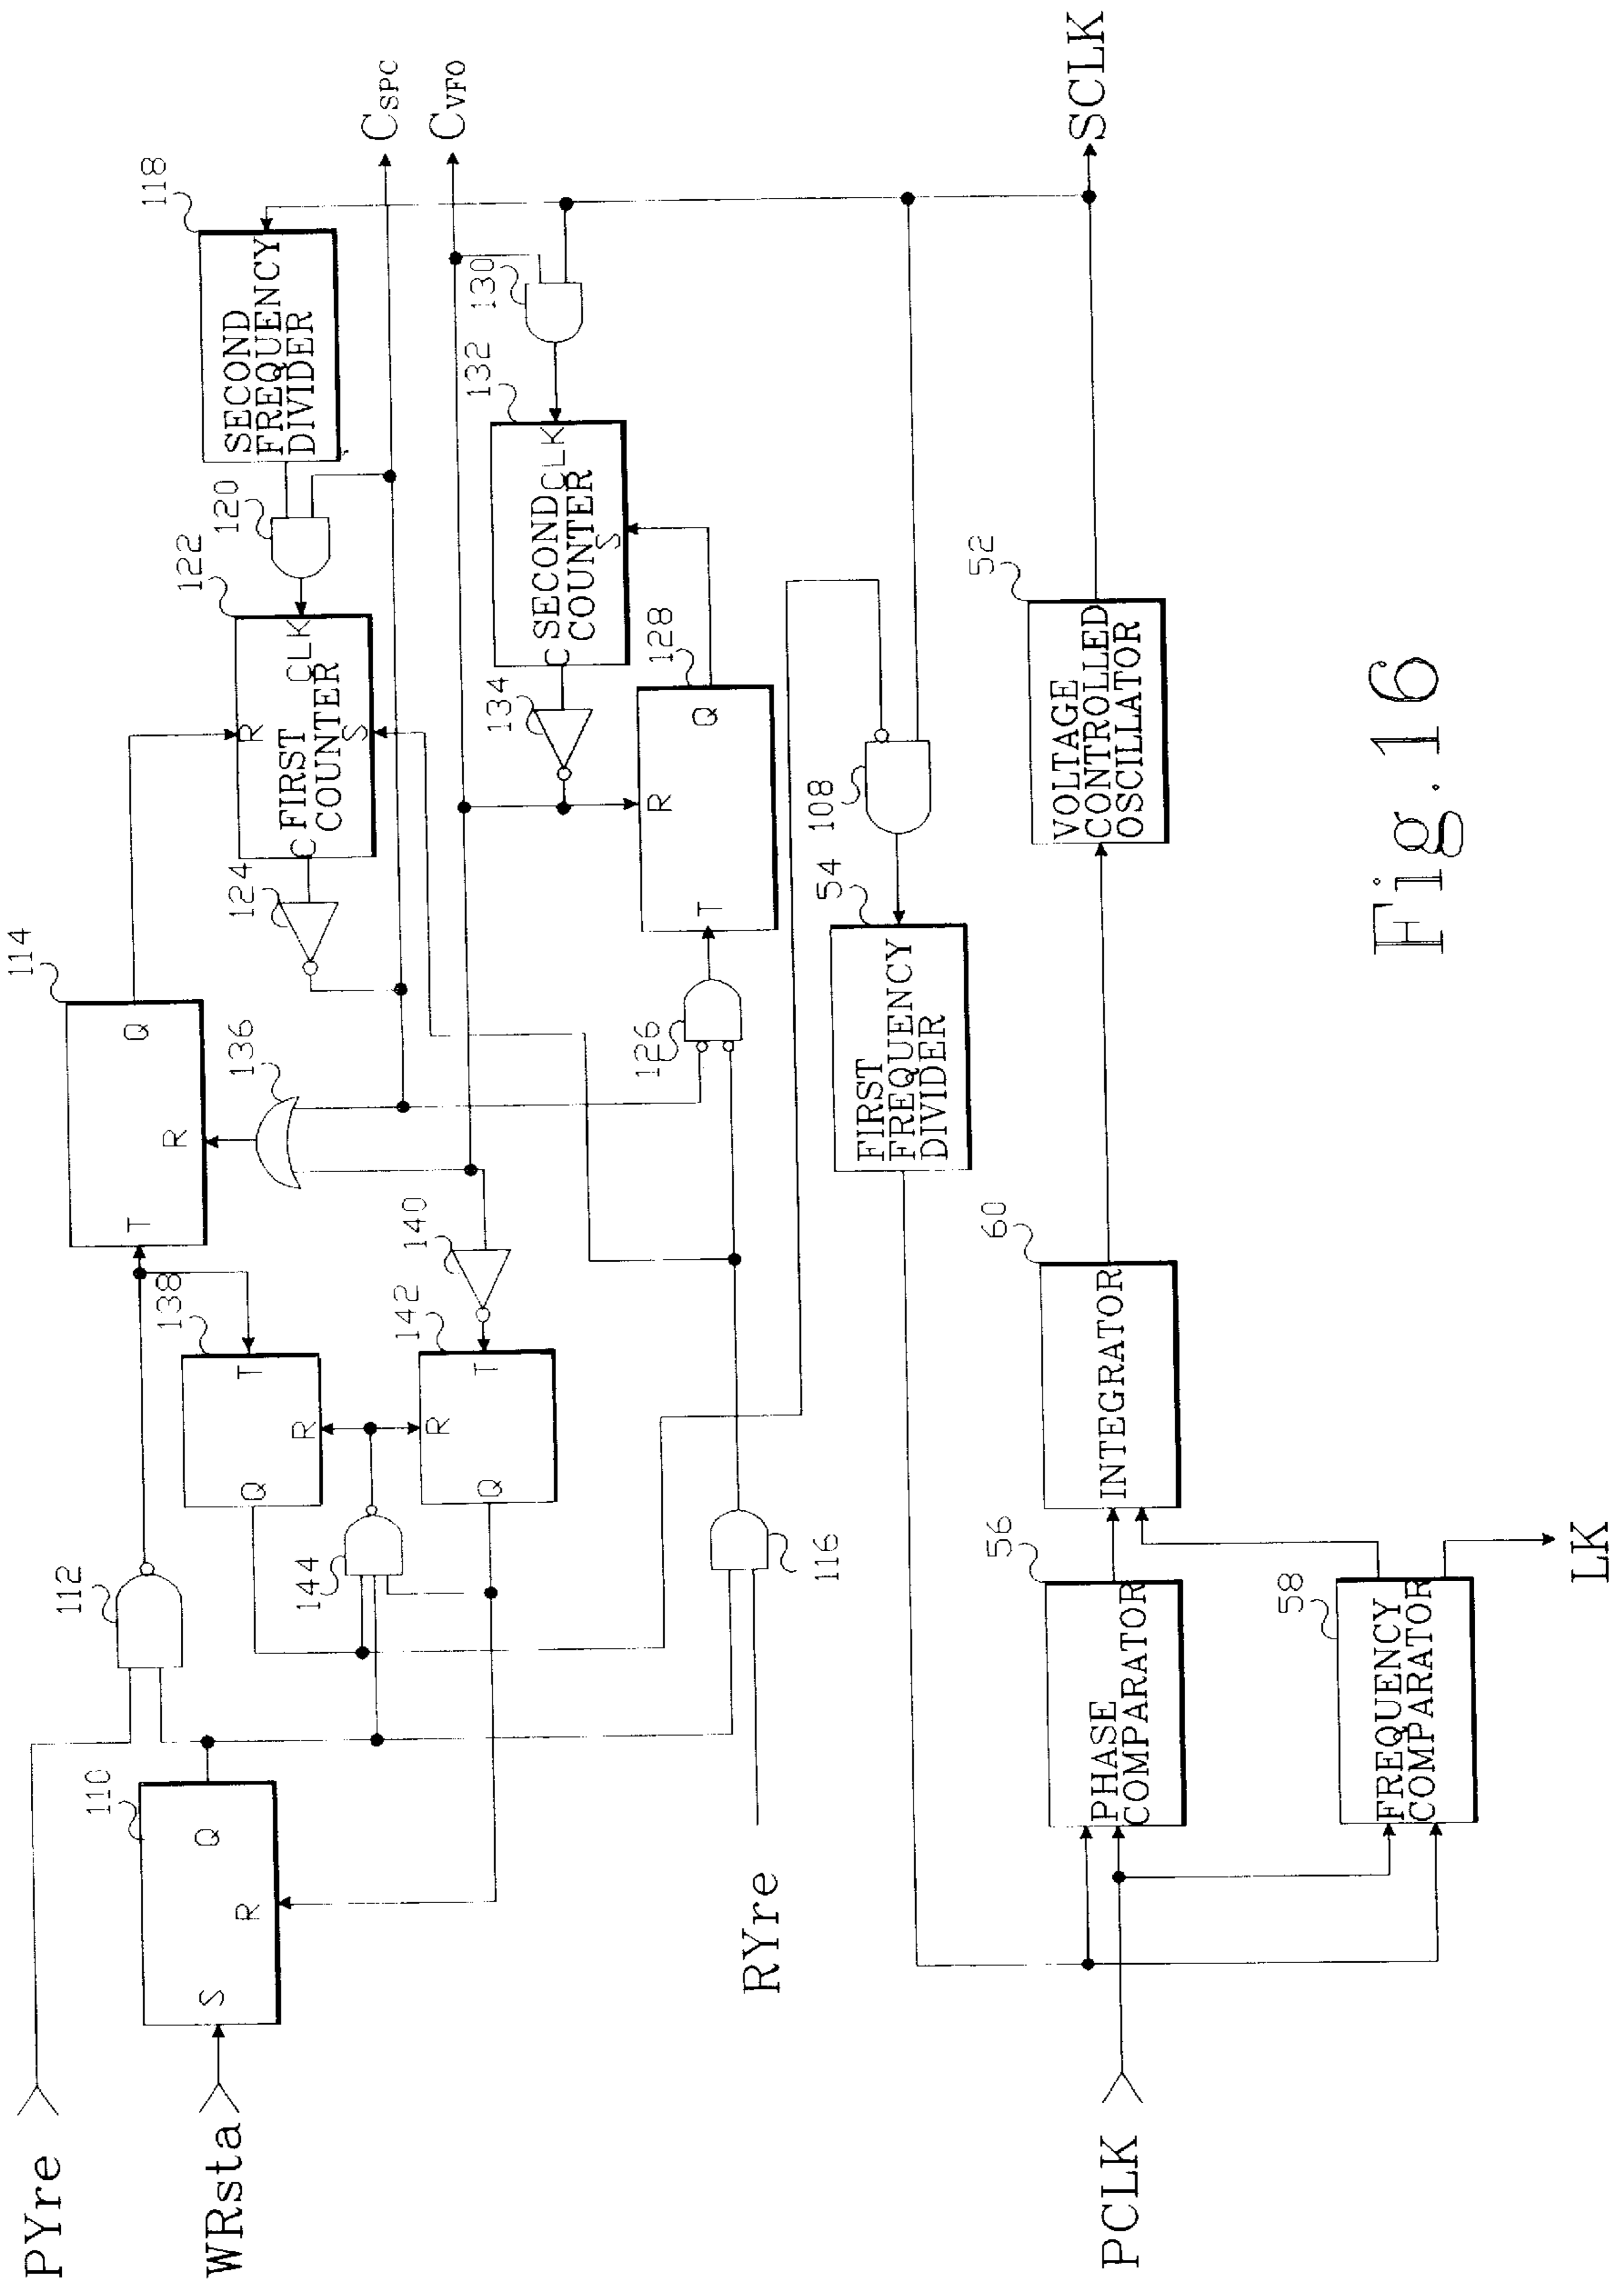 PYre
WRsta
110
S
Q
R
112
114
T
Q
R
136
138
T
R
Q
144
142
T
R
Q
140
116
RYre
118
SECOND
FREQUENCY
DIVIDER
120
122
R
CLK
C
FIRST
COUNTER
S
124
CSPC
CVFO
130
132
CLK
C
SECOND
COUNTER
S
134
128
R
Q
T
126
108
54
FIRST
FREQUENCY
DIVIDER
PCLK
56
PHASE
COMPARATOR
58
FREQUENCY
COMPARATOR
LK
60
INTEGRATOR
52
VOLTAGE
CONTROLLED
OSCILLATOR
SCLK
Fig.16